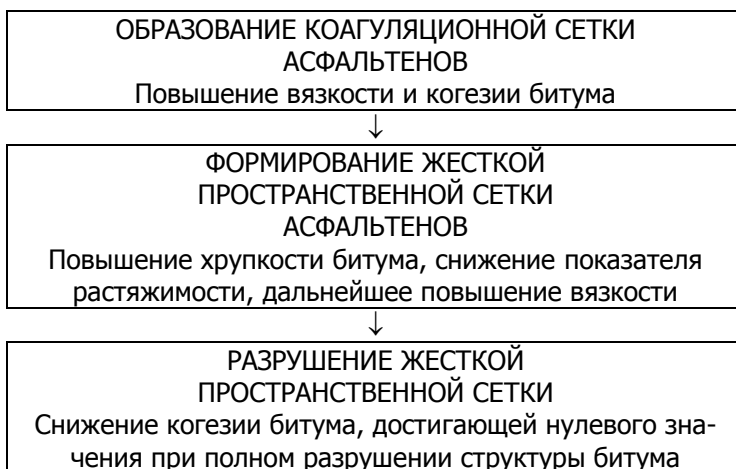 ОБРАЗОВАНИЕ КОАГУЛЯЦИОННОЙ СЕТКИ
АСФАЛЬТЕНОВ
Повышение вязкости и когезии битума
↓
ФОРМИРОВАНИЕ ЖЕСТКОЙ
ПРОСТРАНСТВЕННОЙ СЕТКИ
АСФАЛЬТЕНОВ
Повышение хрупкости битума, снижение показателя
растяжимости, дальнейшее повышение вязкости
↓
РАЗРУШЕНИЕ ЖЕСТКОЙ
ПРОСТРАНСТВЕННОЙ СЕТКИ
Снижение когезии битума, достигающей нулевого зна-
чения при полном разрушении структуры битума